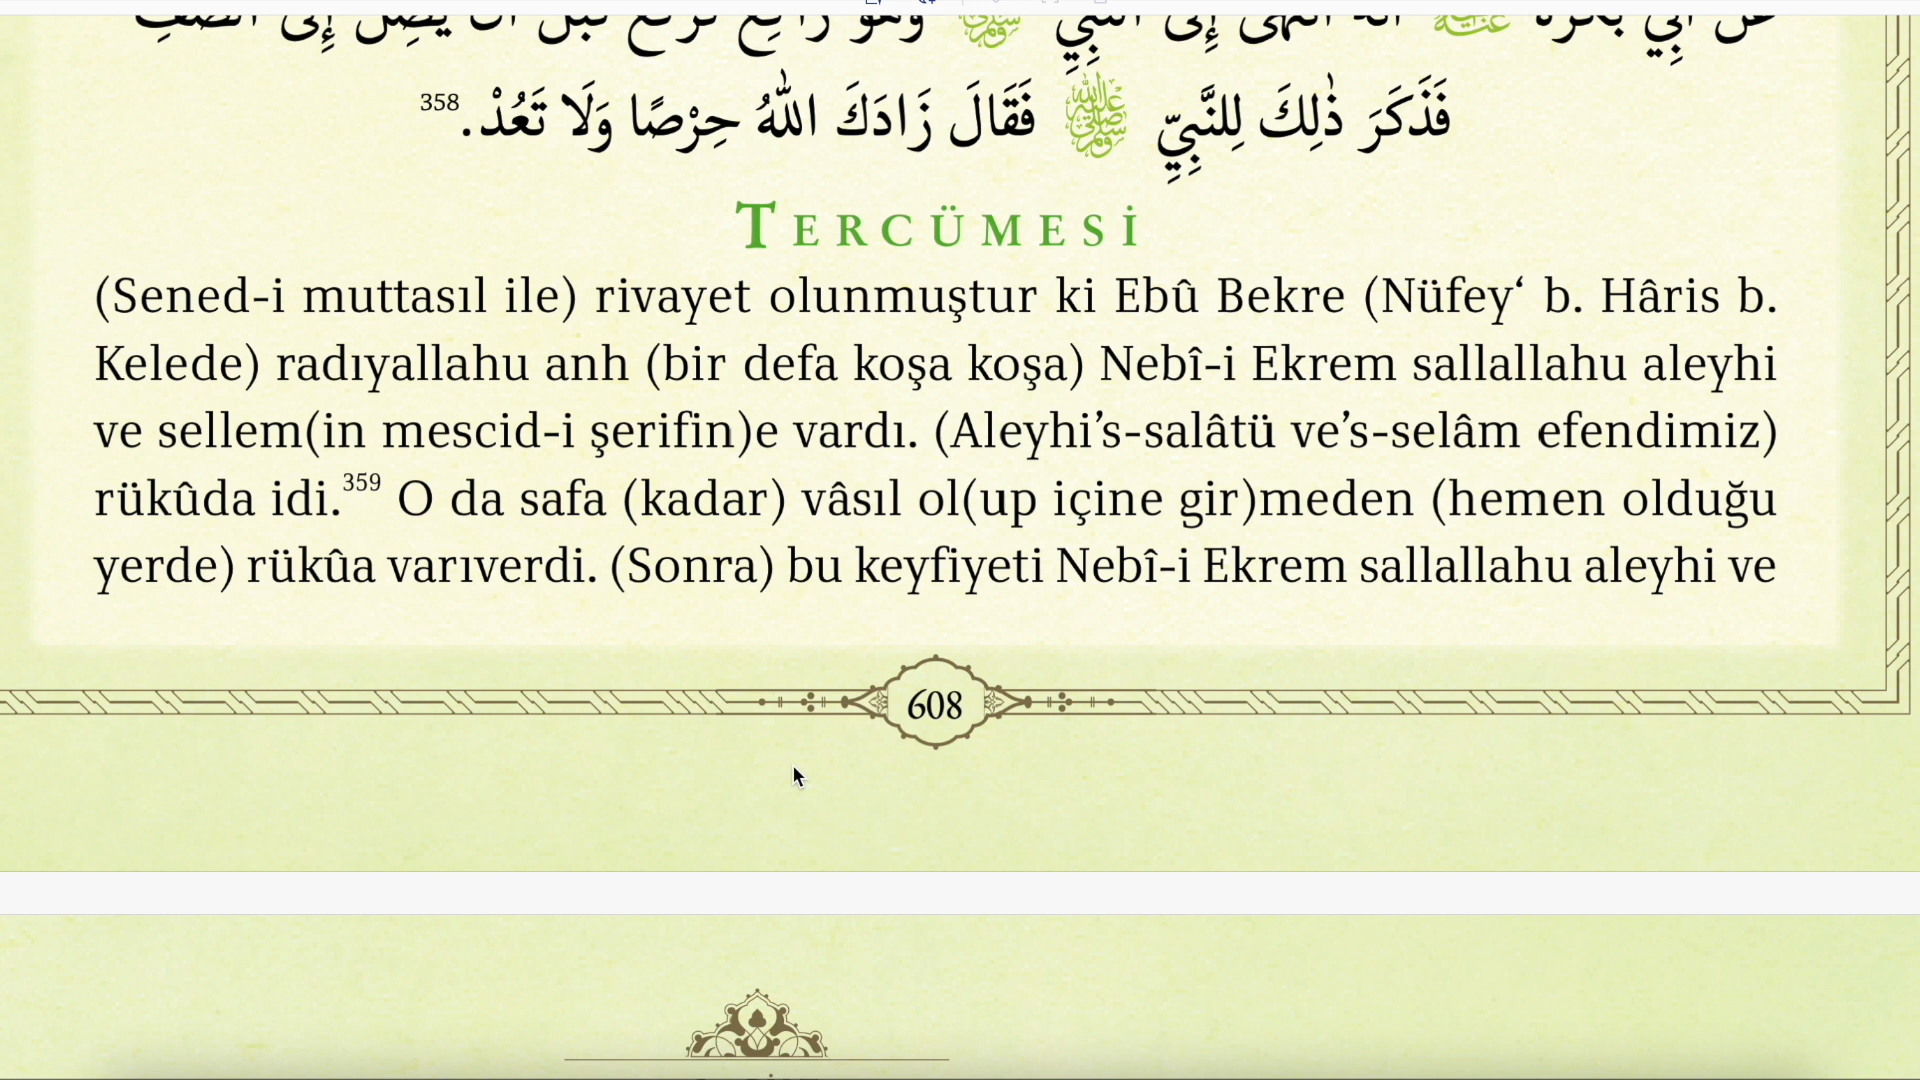 فَذَكَرَ ذٰلِكَ لِلنَّبِيِّ ﷺ فَقَالَ زَادَكَ اللّٰهُ حِرْصًا وَلَا تَعُدْ. 358
TERCÜMESİ
(Sened-i muttasıl ile) rivayet olunmuştur ki Ebû Bekre (Nüfey‘ b. Hâris b.
Kelede) radıyallahu anh (bir defa koşa koşa) Nebî-i Ekrem sallallahu aleyhi
ve sellem(in mescid-i şerifin)e vardı. (Aleyhi’s-salâtü ve’s-selâm efendimiz)
rükûda idi.359 O da safa (kadar) vâsıl ol(up içine gir)meden (hemen olduğu
yerde) rükûa varıverdi. (Sonra) bu keyfiyeti Nebî-i Ekrem sallallahu aleyhi ve
608